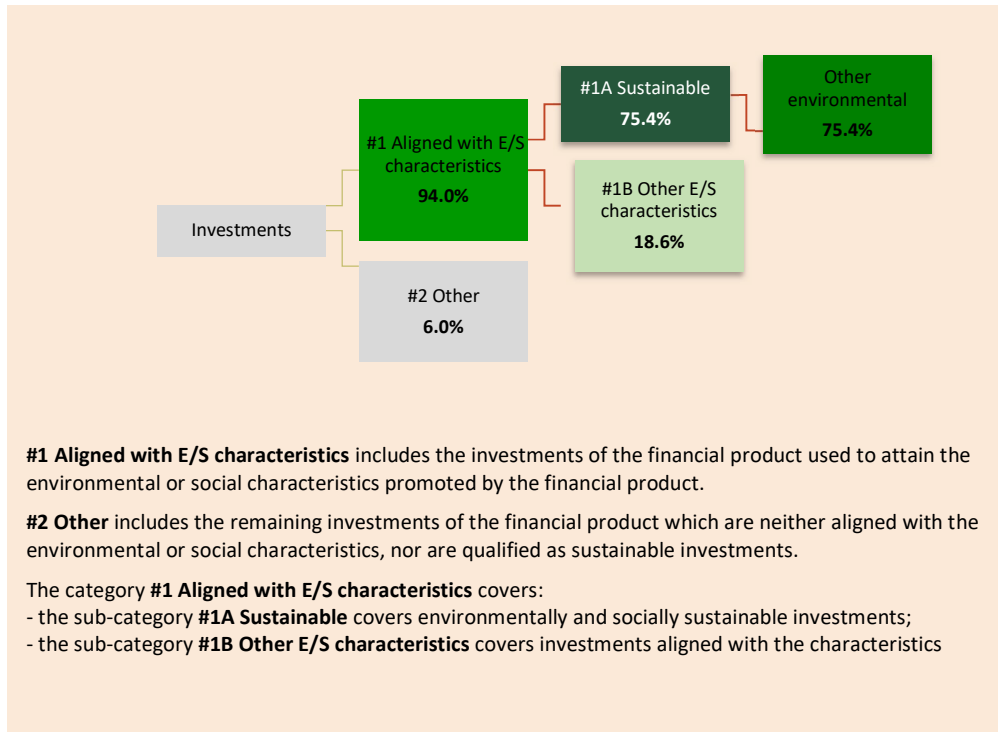 Investments
#1 Aligned with E/S
characteristics
94.0%
#2 Other
6.0%
#1A Sustainable
75.4%
#1B Other E/S
characteristics
18.6%
Other
environmental
75.4%
#1 Aligned with E/S characteristics includes the investments of the financial product used to attain the
environmental or social characteristics promoted by the financial product.
#2 Other includes the remaining investments of the financial product which are neither aligned with the
environmental or social characteristics, nor are qualified as sustainable investments.
The category #1 Aligned with E/S characteristics covers:
- the sub-category #1A Sustainable covers environmentally and socially sustainable investments;
- the sub-category #1B Other E/S characteristics covers investments aligned with the characteristics